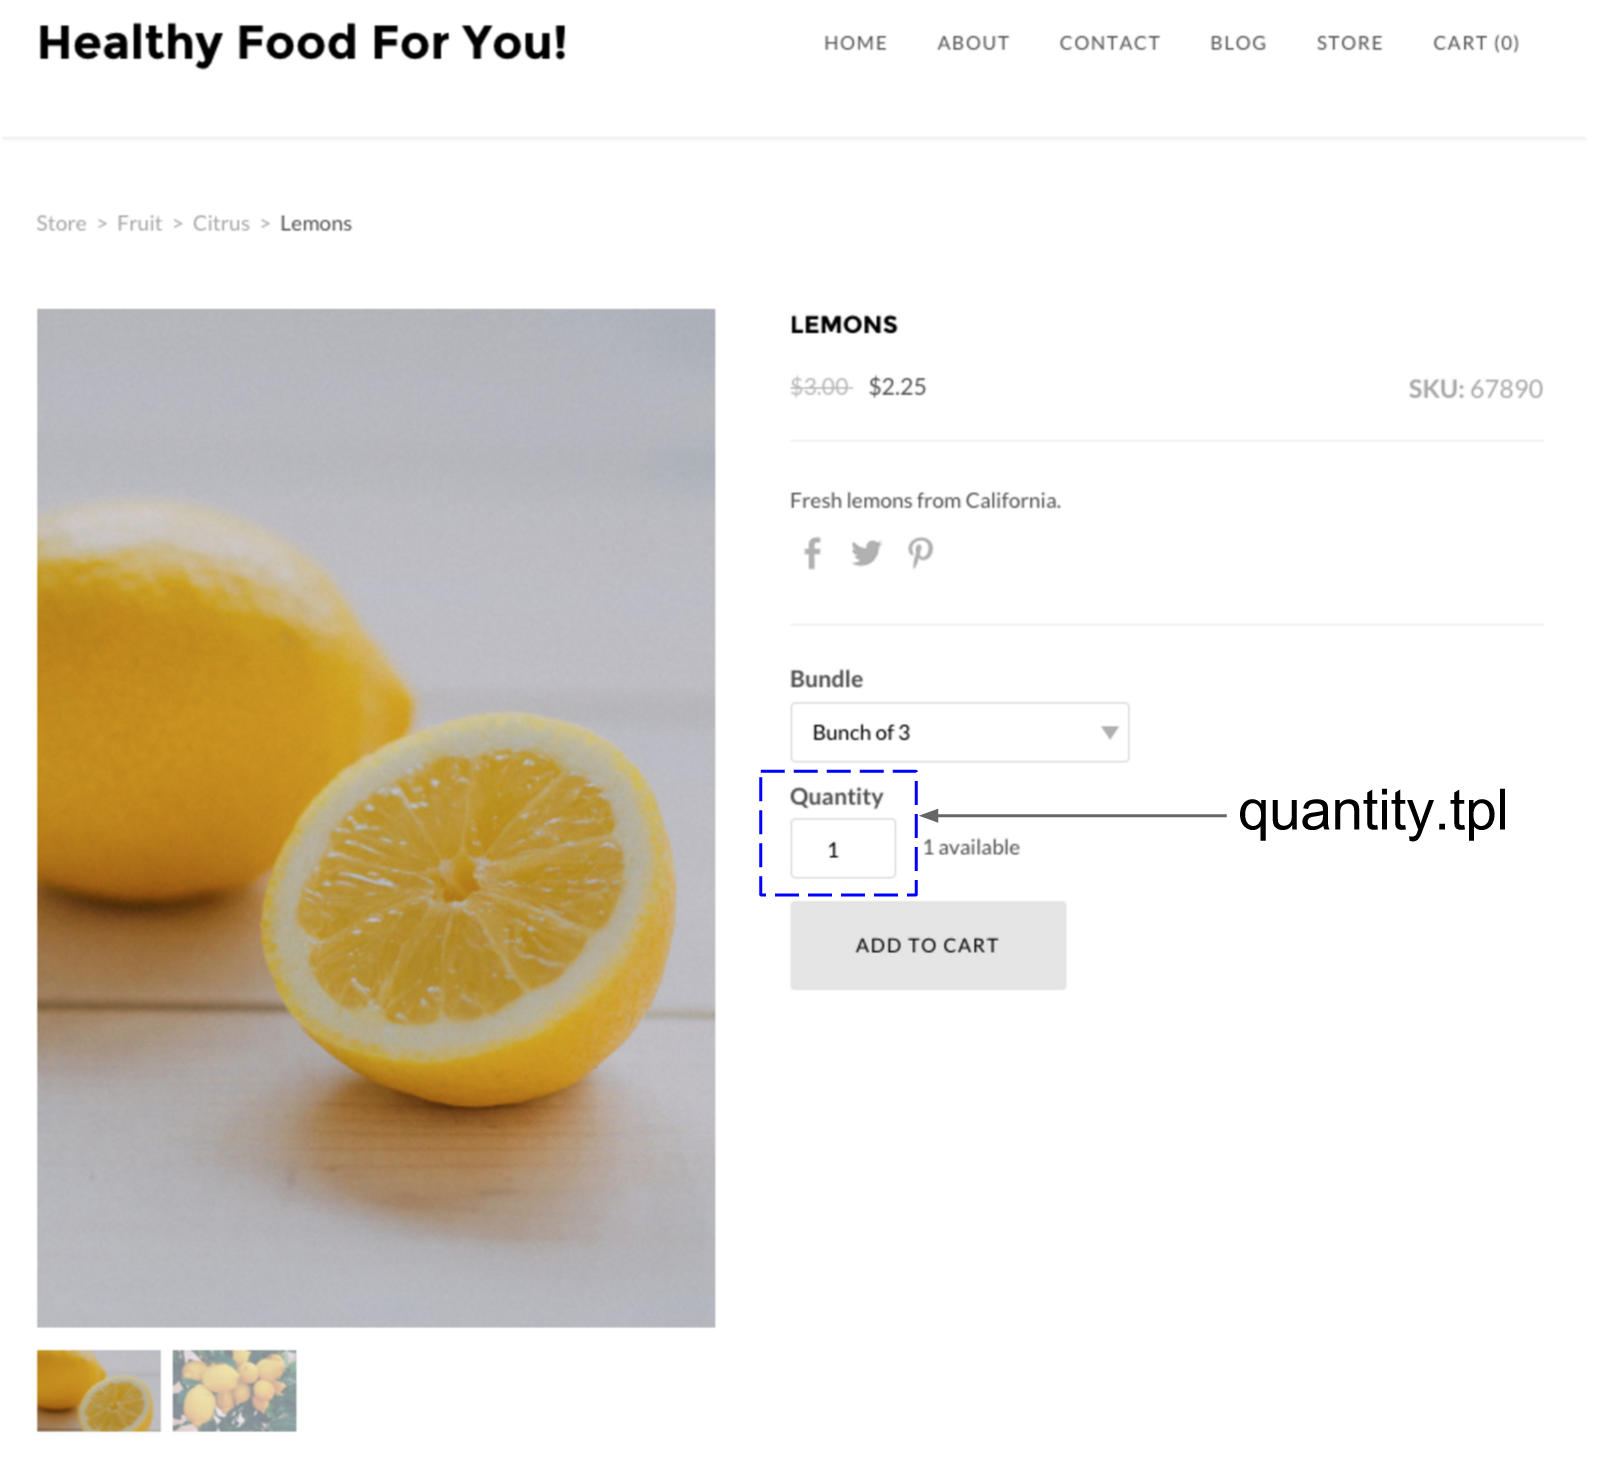 Healthy Food For You!
HOME ABOUT CONTACT BLOG STORE CART (0)
Store > Fruit > Citrus > Lemons
LEMONS
$3.00 $2.25
SKU: 67890
Fresh lemons from California.
Bundle
Bunch of 3
Quantity
1
1 available
quantity.tpl
ADD TO CART